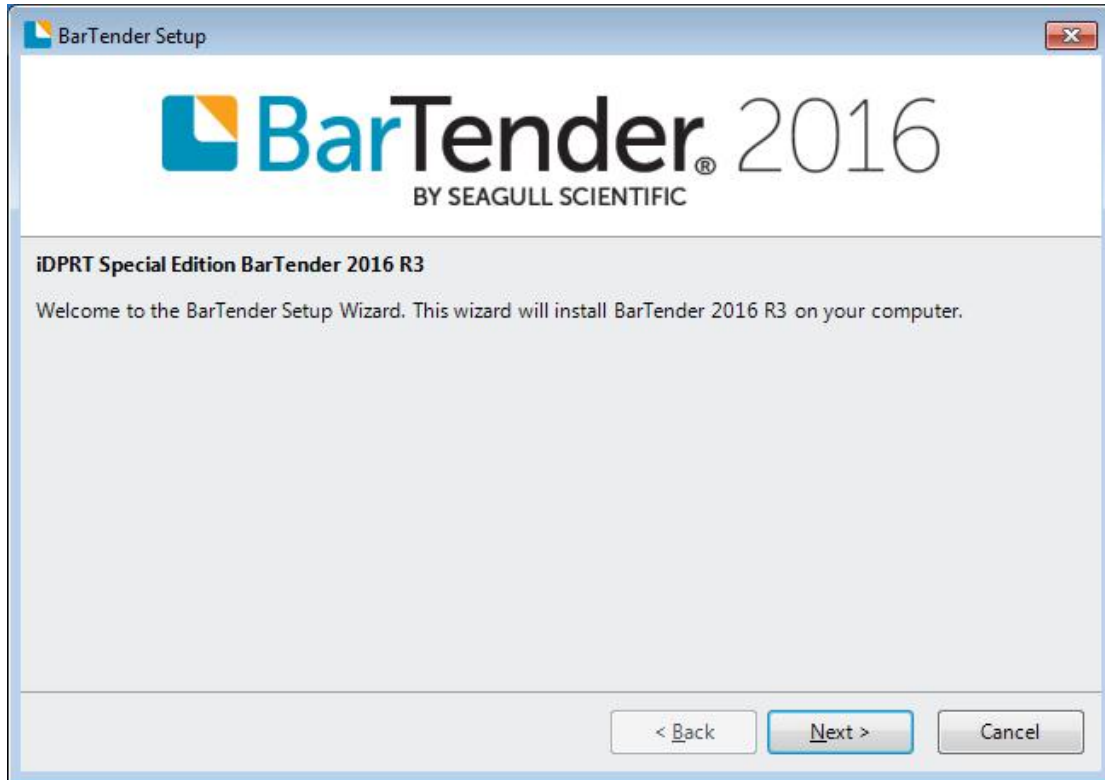 BarTender Setup
BarTender® 2016
BY SEAGULL SCIENTIFIC
iDPRT Special Edition BarTender 2016 R3
Welcome to the BarTender Setup Wizard. This wizard will install BarTender 2016 R3 on your computer.
< Back Next > Cancel